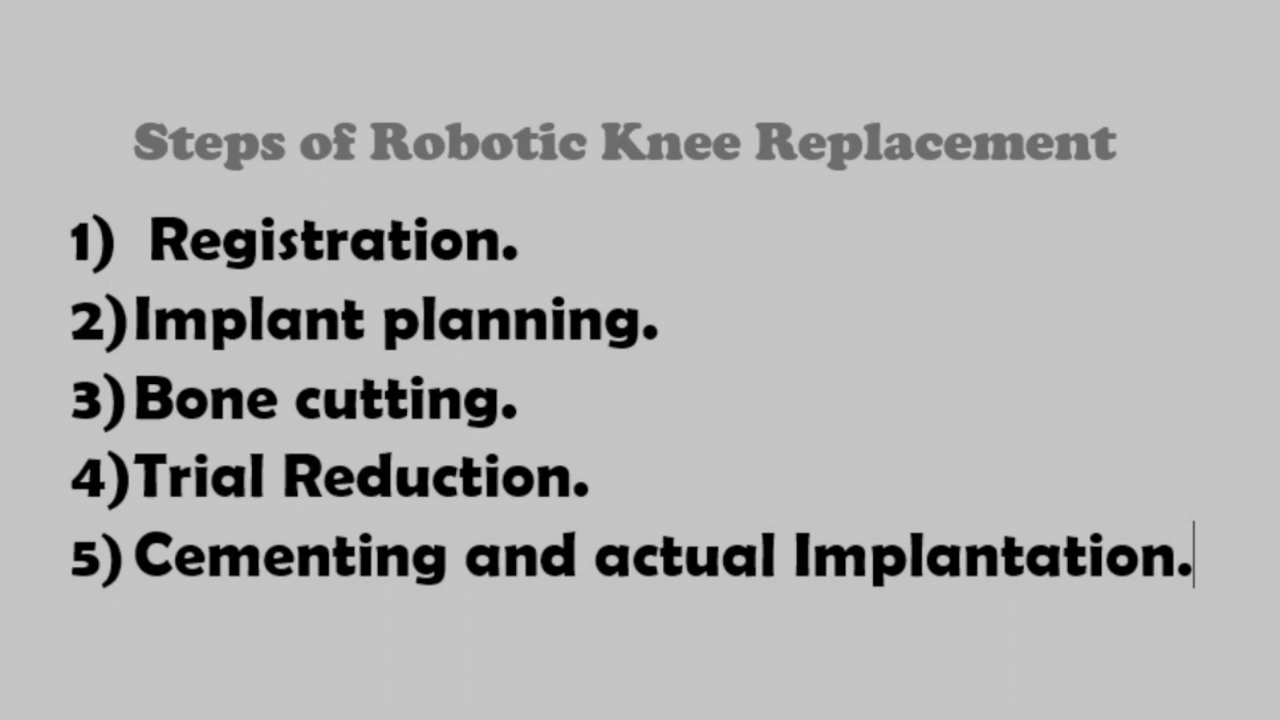 Steps of Robotic Knee Replacement
1) Registration.
2) Implant planning.
3) Bone cutting.
4) Trial Reduction.
5) Cementing and actual Implantation.